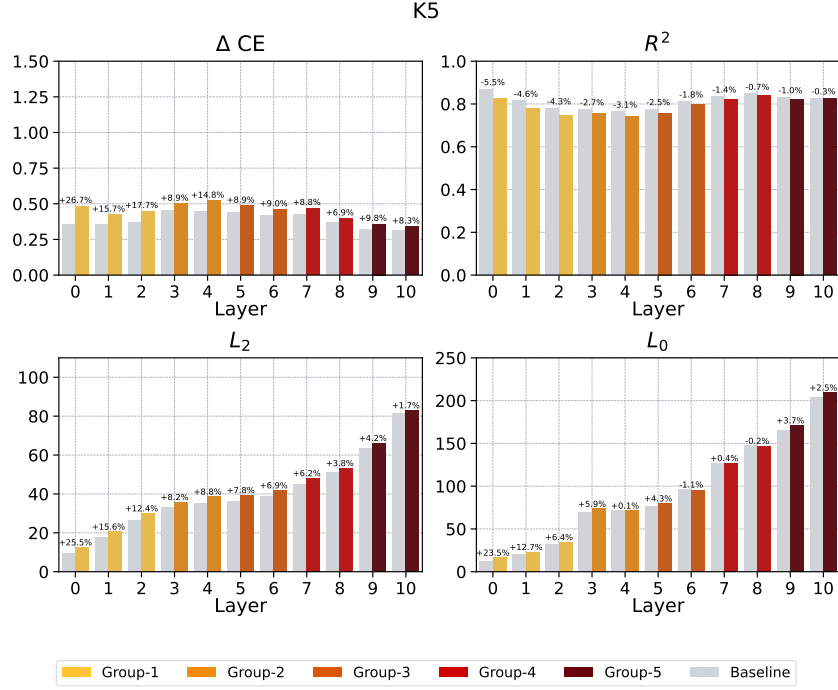 K5
Δ CE
1.50
1.25
1.00
0.75
0.50
0.25
0.00
+26.7% +15.7% +17.7% +8.9% +14.8% +8.9% +9.0% +8.8% +6.9% +9.8% +8.3%
0 1 2 3 4 5 6 7 8 9 10
Layer
R²
1.0
0.8
0.6
0.4
0.2
0.0
-5.5% -4.6% -4.3% -2.7% -3.1% -2.5% -1.8% -1.4% -0.7% -1.0% -0.3%
0 1 2 3 4 5 6 7 8 9 10
Layer
L₂
100
80
60
40
20
0
+25.5% +15.6% +12.4% +8.2% +8.8% +7.8% +6.9% +6.2% +3.8% +4.2% +1.7%
0 1 2 3 4 5 6 7 8 9 10
Layer
L₀
250
200
150
100
50
0
+23.5% +12.7% +6.4% +5.9% +0.1% +4.3% -1.1% +0.4% -0.2% +3.7% +2.5%
0 1 2 3 4 5 6 7 8 9 10
Layer
Group-1 Group-2 Group-3 Group-4 Group-5 Baseline